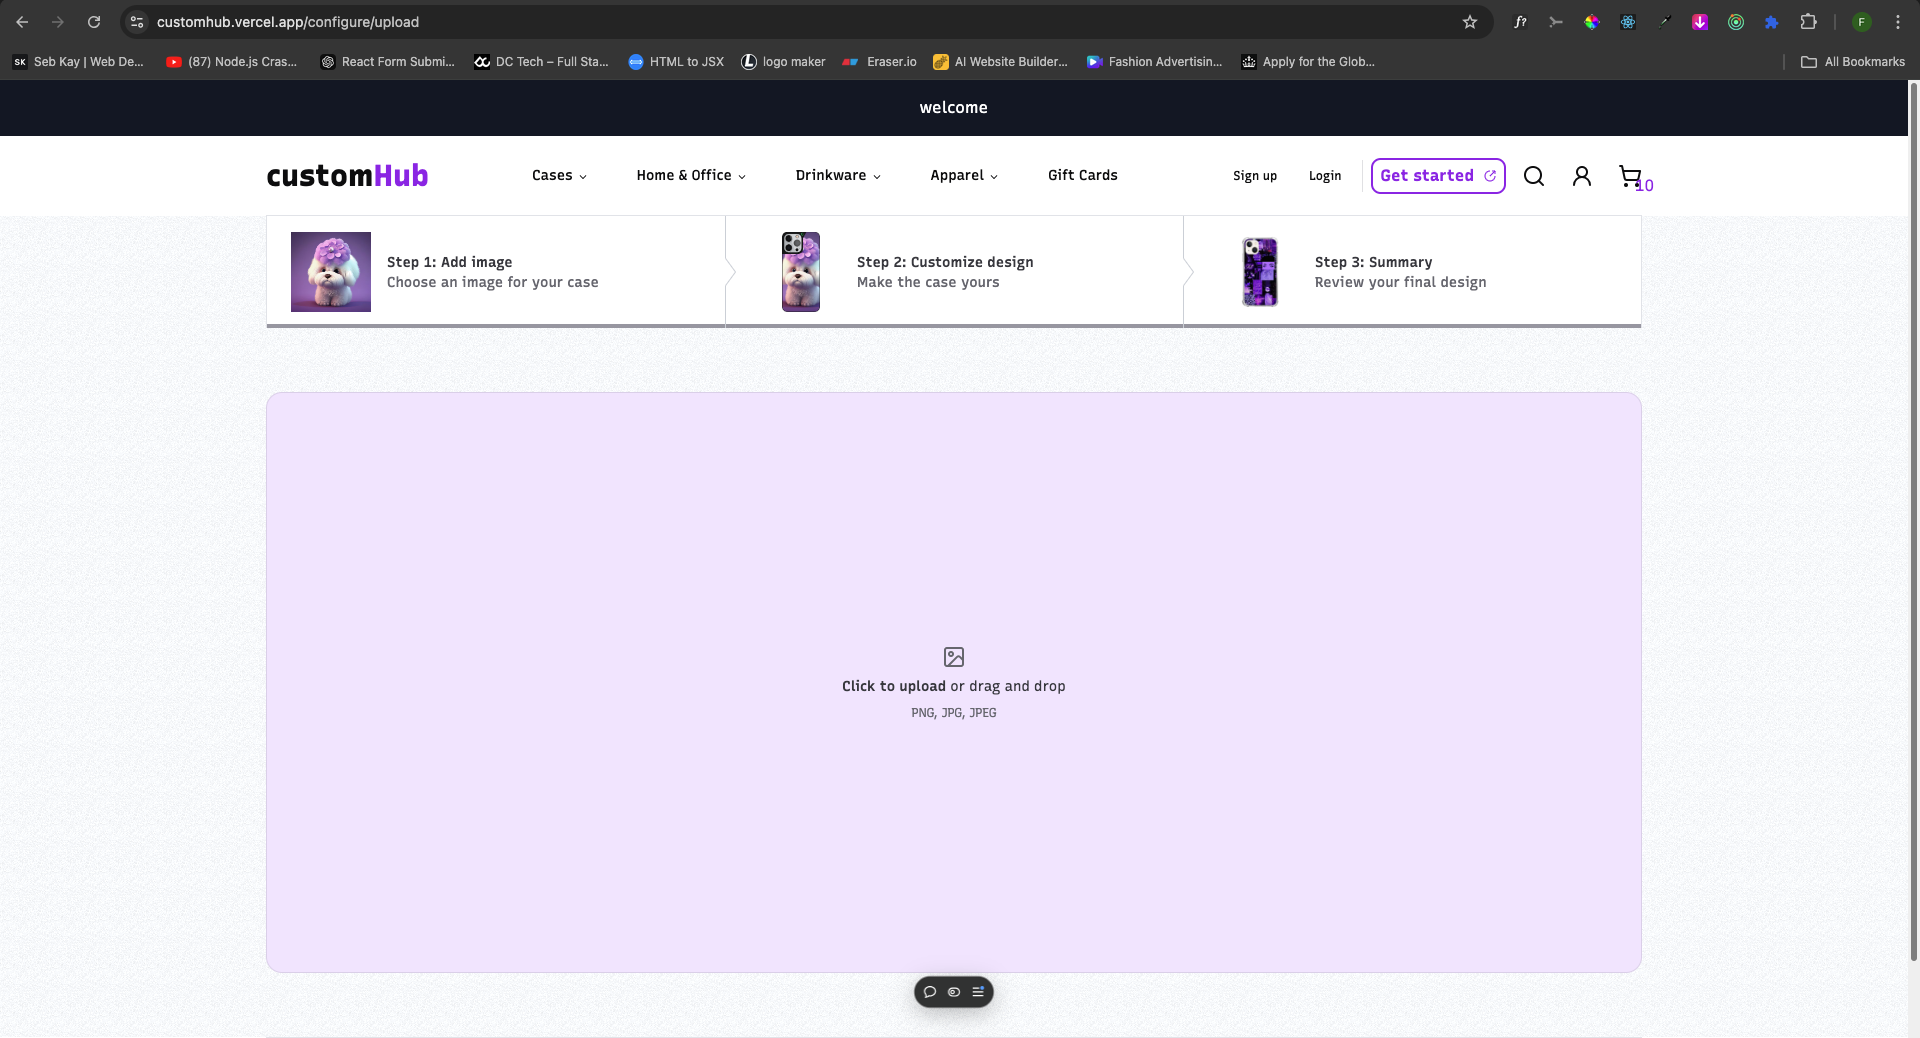 customhub.vercel.app/configure/upload
f?
F
SK Seb Kay | Web De...
(87) Node.js Cras...
React Form Submi...
DC Tech – Full Sta...
HTML to JSX
logo maker
Eraser.io
AI Website Builder...
Fashion Advertisin...
Apply for the Glob...
All Bookmarks
welcome
customHub
Cases
Home & Office
Drinkware
Apparel
Gift Cards
Sign up
Login
Get started
10
Step 1: Add image
Choose an image for your case
Step 2: Customize design
Make the case yours
Step 3: Summary
Review your final design
Click to upload or drag and drop
PNG, JPG, JPEG